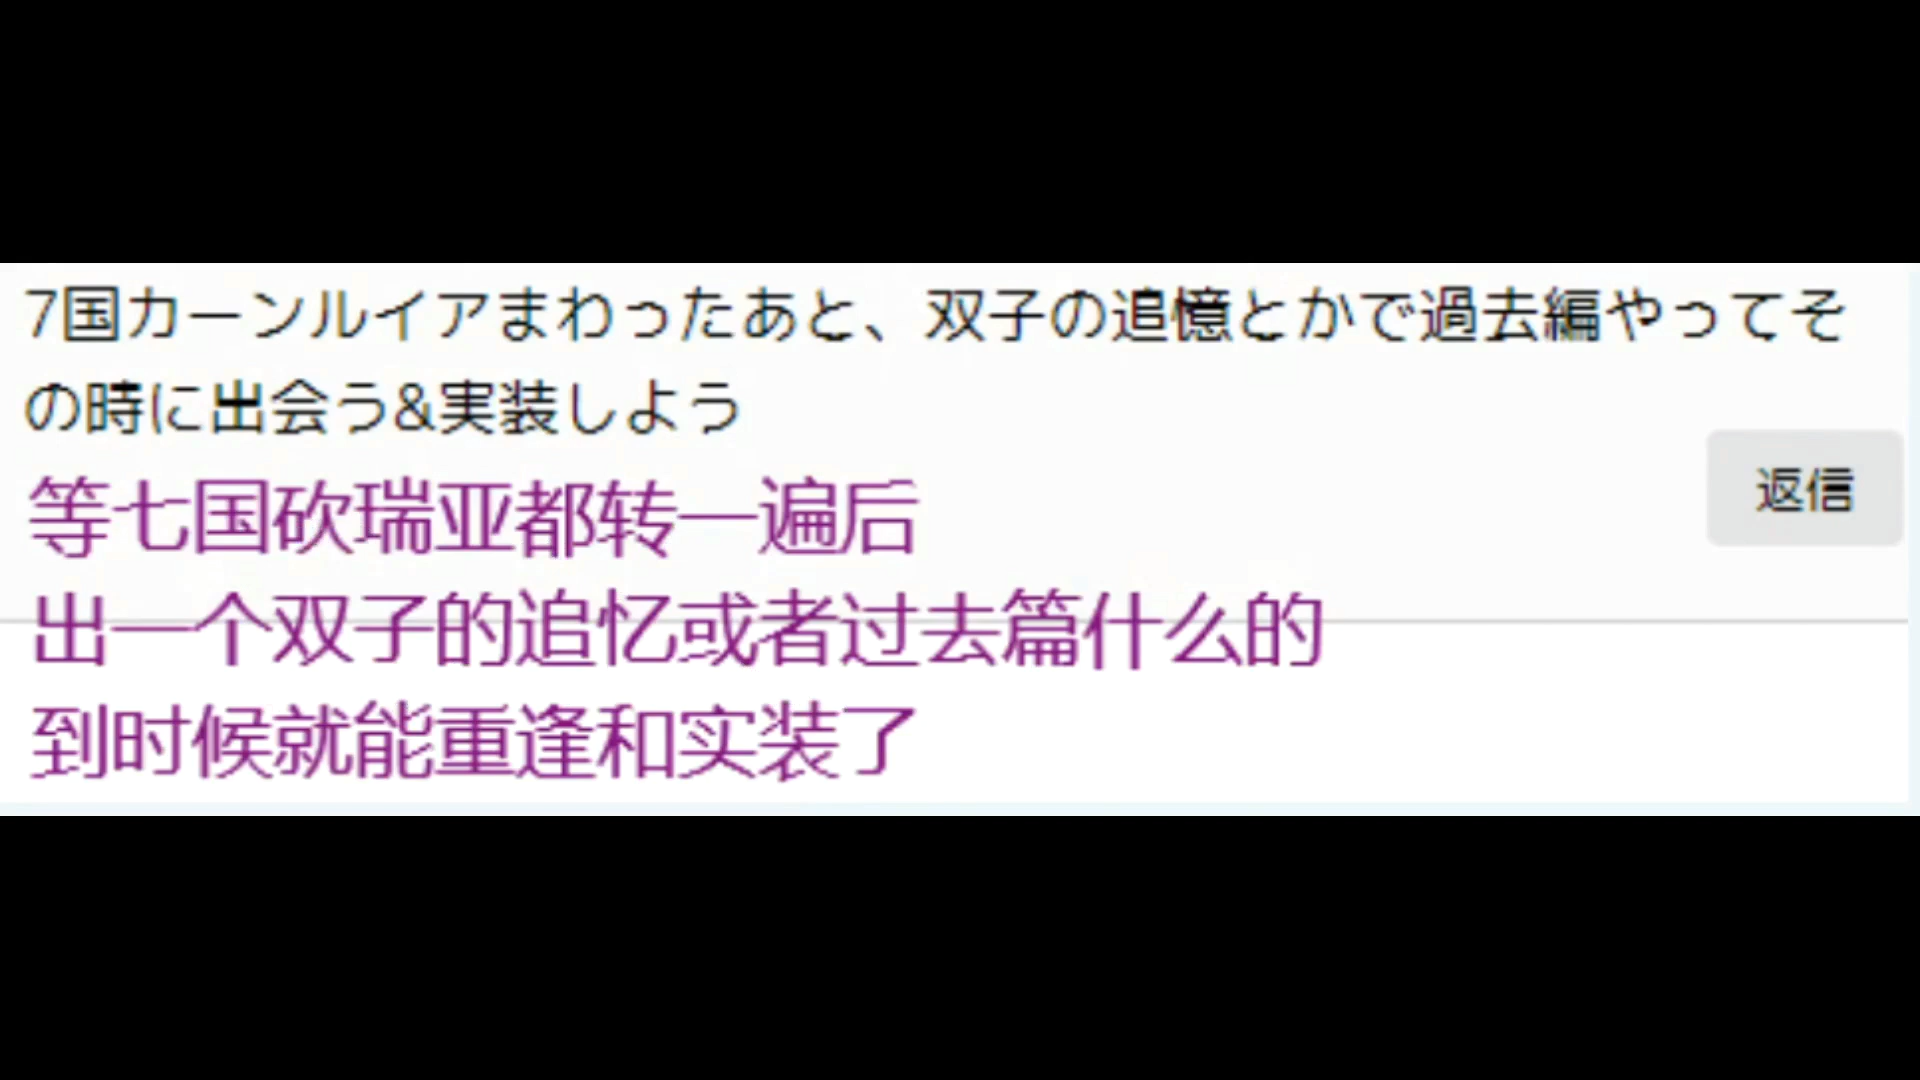 7国カーンルイアまわったあと、双子の追憶とかで過去編やってそ
の時に出会う&実装しよう
返信
等七国砍瑞亚都转一遍后
出一个双子的追忆或者过去篇什么的
到时候就能重逢和实装了